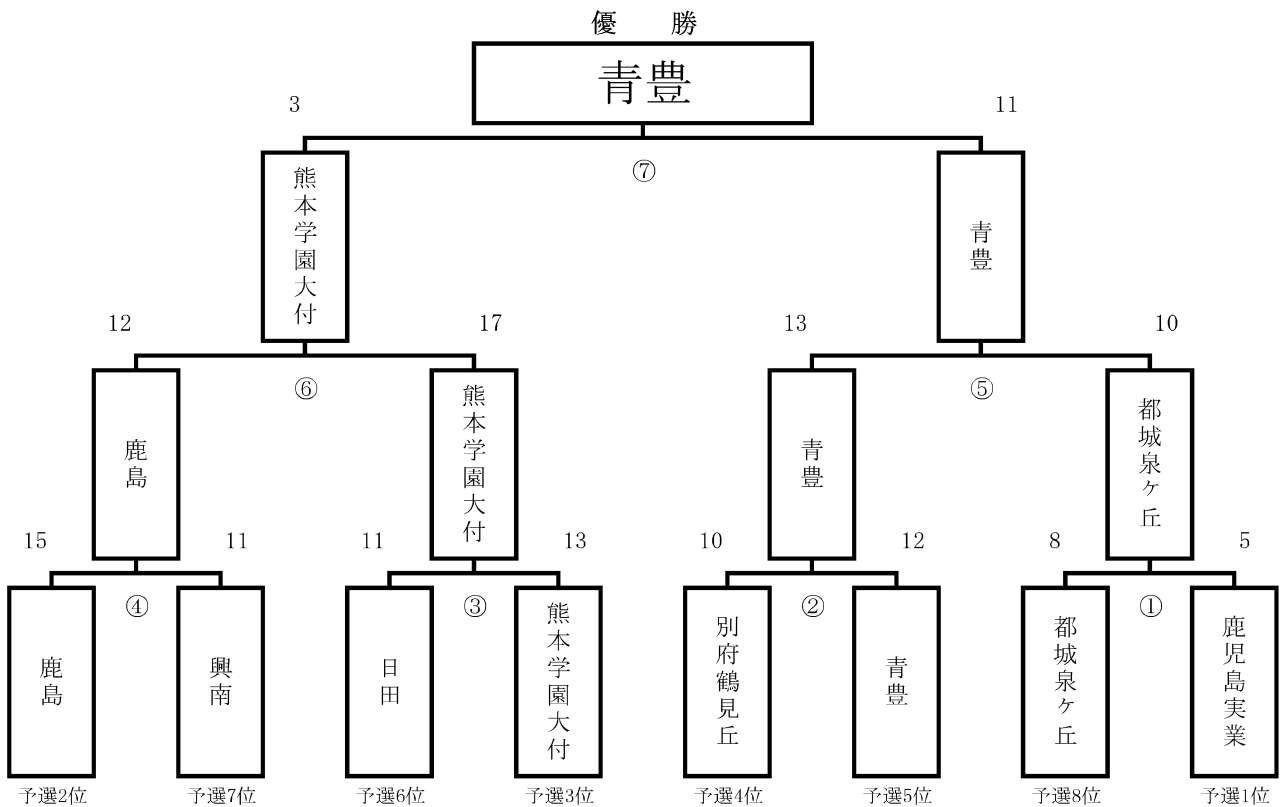 優　勝
青豊
3
11
⑦
熊本学園大付
青豊
12
17
13
10
⑥
⑤
鹿島
熊本学園大付
青豊
都城泉ヶ丘
15
11
11
13
10
12
8
5
④
③
②
①
鹿島
興南
日田
熊本学園大付
別府鶴見丘
青豊
都城泉ヶ丘
鹿児島実業
予選2位
予選7位
予選6位
予選3位
予選4位
予選5位
予選8位
予選1位